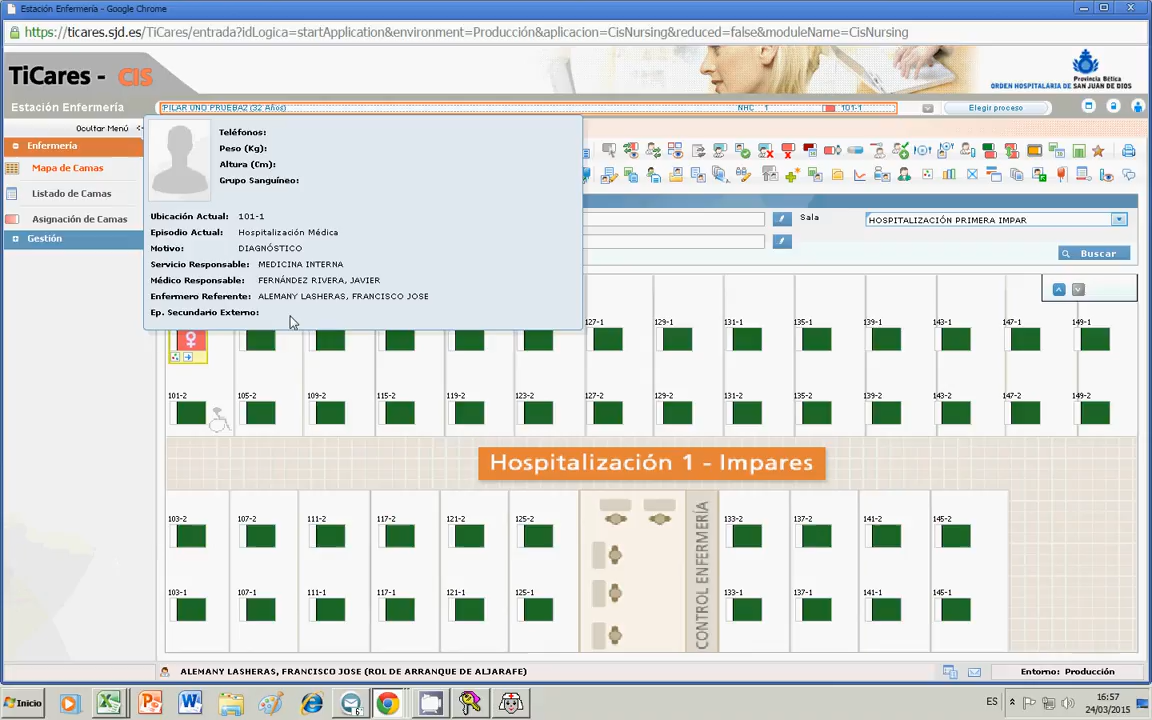 Estación Enfermería - Google Chrome
https://ticares.sjd.es/TiCares/entrada?idLogica=startApplication&environment=Producción&aplicacion=CisNursing&reduced=false&moduleName=CisNursing
TiCares - CIS
Provincia Bética
ORDEN HOSPITALARIA DE SAN JUAN DE DIOS
Estación Enfermería
PILAR UNO PRUEBA2 (32 Años) NHC 1 101-1
Elegir proceso
Ocultar Menú
Enfermería
Mapa de Camas
Listado de Camas
Asignación de Camas
Gestión
Teléfonos:
Peso (Kg):
Altura (Cm):
Grupo Sanguíneo:
Ubicación Actual: 101-1
Episodio Actual: Hospitalización Médica
Motivo: DIAGNÓSTICO
Servicio Responsable: MEDICINA INTERNA
Médico Responsable: FERNÁNDEZ RIVERA, JAVIER
Enfermero Referente: ALEMANY LASHERAS, FRANCISCO JOSE
Ep. Secundario Externo:
Sala HOSPITALIZACIÓN PRIMERA IMPAR
Buscar
127-1 129-1 131-1 135-1 139-1 143-1 147-1 149-1
101-2 105-2 109-2 115-2 119-2 123-2 127-2 129-2 131-2 135-2 139-2 143-2 147-2 149-2
Hospitalización 1 - Impares
103-2 107-2 111-2 117-2 121-2 125-2 133-2 137-2 141-2 145-2
CONTROL ENFERMERÍA
103-1 107-1 111-1 117-1 121-1 125-1 133-1 137-1 141-1 145-1
ALEMANY LASHERAS, FRANCISCO JOSE (ROL DE ARRANQUE DE ALJARAFE)
Entorno: Producción
Inicio
ES
16:57
24/03/2015